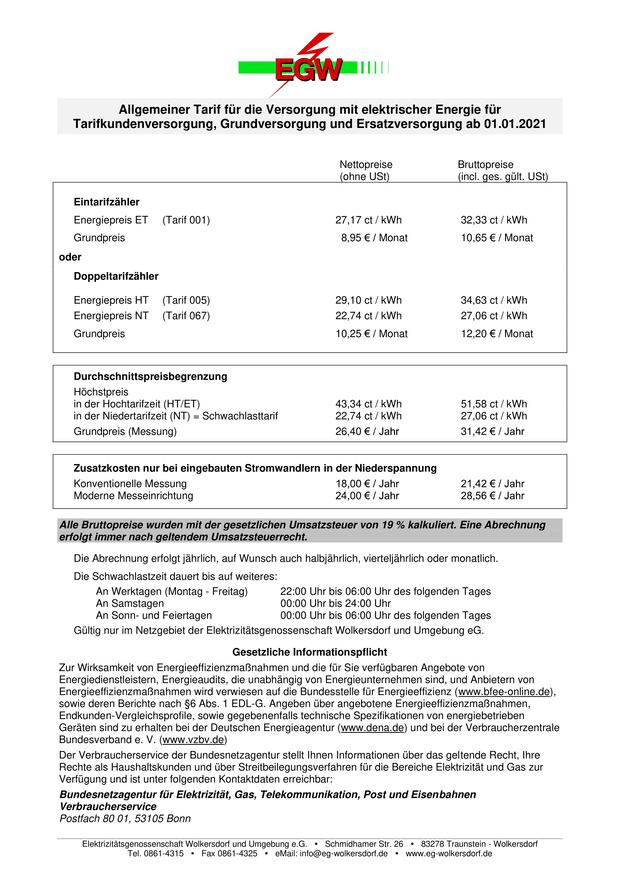 EGW
Allgemeiner Tarif für die Versorgung mit elektrischer Energie für
Tarifkundenversorgung, Grundversorgung und Ersatzversorgung ab 01.01.2021
Nettopreise Bruttopreise
(ohne USt) (incl. ges. gült. USt)
Eintarifzähler
Energiepreis ET (Tarif 001) 27,17 ct / kWh 32,33 ct / kWh
Grundpreis 8,95 € / Monat 10,65 € / Monat
oder
Doppeltarifzähler
Energiepreis HT (Tarif 005) 29,10 ct / kWh 34,63 ct / kWh
Energiepreis NT (Tarif 067) 22,74 ct / kWh 27,06 ct / kWh
Grundpreis 10,25 € / Monat 12,20 € / Monat
Durchschnittspreisbegrenzung
Höchstpreis
in der Hochtarifzeit (HT/ET) 43,34 ct / kWh 51,58 ct / kWh
in der Niedertarifzeit (NT) = Schwachlasttarif 22,74 ct / kWh 27,06 ct / kWh
Grundpreis (Messung) 26,40 € / Jahr 31,42 € / Jahr
Zusatzkosten nur bei eingebauten Stromwandlern in der Niederspannung
Konventionelle Messung 18,00 € / Jahr 21,42 € / Jahr
Moderne Messeinrichtung 24,00 € / Jahr 28,56 € / Jahr
Alle Bruttopreise wurden mit der gesetzlichen Umsatzsteuer von 19 % kalkuliert. Eine Abrechnung
erfolgt immer nach geltendem Umsatzsteuerrecht.
Die Abrechnung erfolgt jährlich, auf Wunsch auch halbjährlich, vierteljährlich oder monatlich.
Die Schwachlastzeit dauert bis auf weiteres:
An Werktagen (Montag - Freitag) 22:00 Uhr bis 06:00 Uhr des folgenden Tages
An Samstagen 00:00 Uhr bis 24:00 Uhr
An Sonn- und Feiertagen 00:00 Uhr bis 06:00 Uhr des folgenden Tages
Gültig nur im Netzgebiet der Elektrizitätsgenossenschaft Wolkersdorf und Umgebung eG.
Gesetzliche Informationspflicht
Zur Wirksamkeit von Energieeffizienzmaßnahmen und die für Sie verfügbaren Angebote von
Energiedienstleistern, Energieaudits, die unabhängig von Energieunternehmen sind, und Anbietern von
Energieeffizienzmaßnahmen wird verwiesen auf die Bundesstelle für Energieeffizienz (www.bfee-online.de),
sowie deren Berichte nach §6 Abs. 1 EDL-G. Angaben über angebotene Energieeffizienzmaßnahmen,
Endkunden-Vergleichsprofile, sowie gegebenenfalls technische Spezifikationen von energiebetrieben
Geräten sind zu erhalten bei der Deutschen Energieagentur (www.dena.de) und bei der Verbraucherzentrale
Bundesverband e. V. (www.vzbv.de)
Der Verbraucherservice der Bundesnetzagentur stellt Ihnen Informationen über das geltende Recht, Ihre
Rechte als Haushaltskunden und über Streitbeilegungsverfahren für die Bereiche Elektrizität und Gas zur
Verfügung und ist unter folgenden Kontaktdaten erreichbar:
Bundesnetzagentur für Elektrizität, Gas, Telekommunikation, Post und Eisenbahnen
Verbraucherservice
Postfach 80 01, 53105 Bonn
Elektrizitätsgenossenschaft Wolkersdorf und Umgebung e.G. • Schmidhamer Str. 26 • 83278 Traunstein - Wolkersdorf
Tel. 0861-4315 • Fax 0861-4325 • eMail: info@eg-wolkersdorf.de • www.eg-wolkersdorf.de